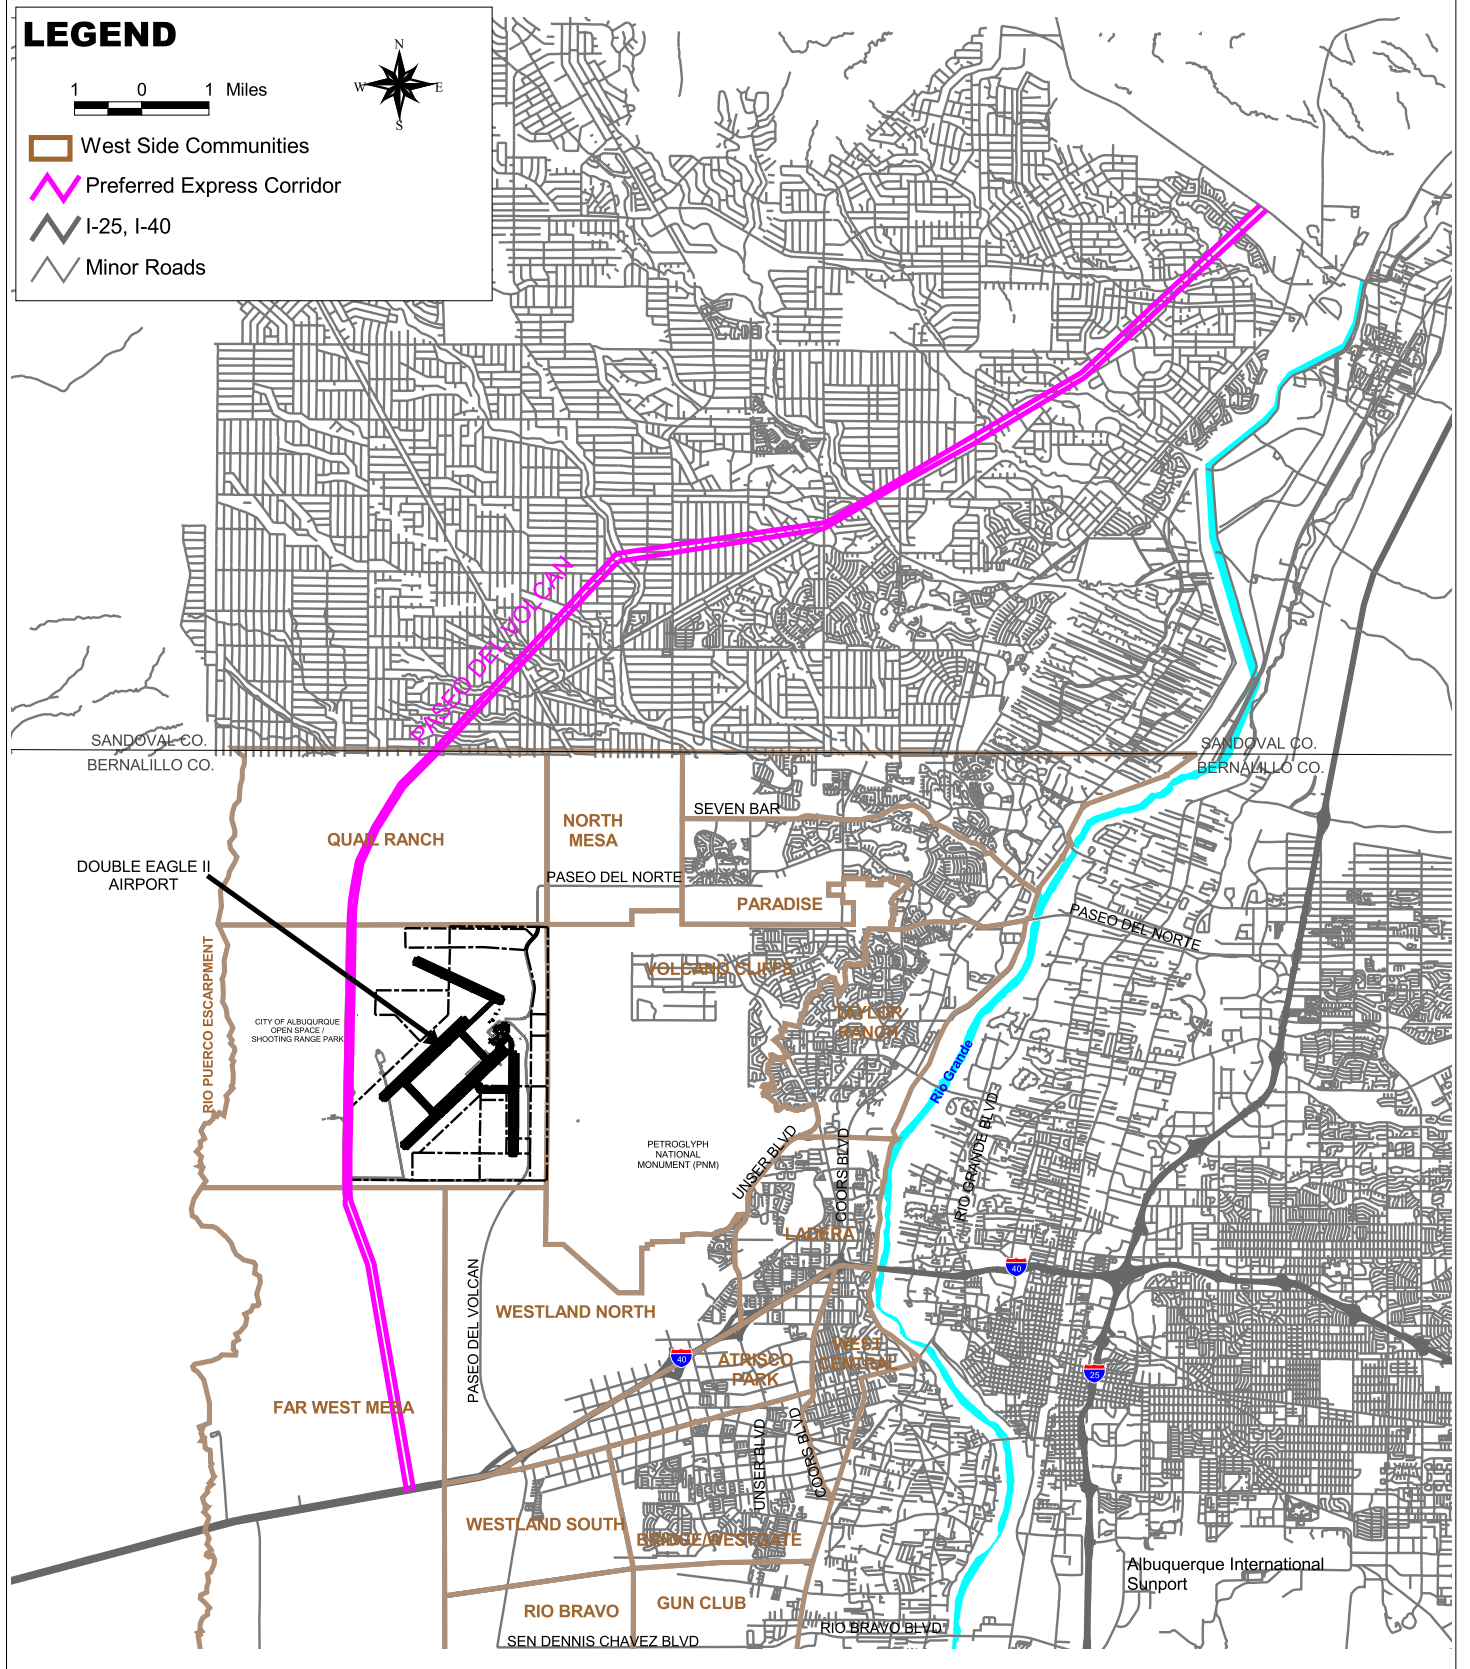 LEGEND
N
W
E
S
1 0 1 Miles
West Side Communities
Preferred Express Corridor
I-25, I-40
Minor Roads
PASEO DEL VOLCAN
SANDOVAL CO.
BERNALILLO CO.
SANDOVAL CO.
BERNALILLO CO.
SEVEN BAR
NORTH
MESA
QUAIL RANCH
DOUBLE EAGLE II
AIRPORT
PASEO DEL NORTE
PARADISE
PASEO DEL NORTE
RIO PUERCO ESCARPMENT
VOLCANO CLIFFS
TAYLOR
RANCH
CITY OF ALBUQURQUE
OPEN SPACE /
SHOOTING RANGE PARK
Rio Grande
RIO GRANDE BLVD
PETROGLYPH
NATIONAL
MONUMENT (PNM)
UNSER BLVD
COORS BLVD
LADERA
40
PASEO DEL VOLCAN
WESTLAND NORTH
40
ATRISCO
PARK
WEST
CENTRAL
25
FAR WEST MESA
UNSER BLVD
COORS BLVD
WESTLAND SOUTH
BRIDGE/WESTGATE
Albuquerque International
Sunport
RIO BRAVO
GUN CLUB
RIO BRAVO BLVD
SEN DENNIS CHAVEZ BLVD